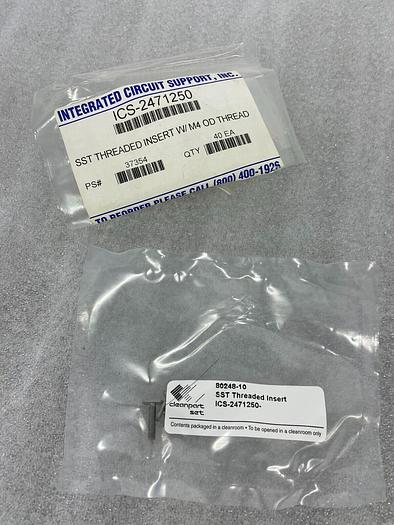 INTEGRATED CIRCUIT SUPPORT, INC.
ICS-2471250
SST THREADED INSERT W/ M4 OD THREAD
PS# 37354 QTY 40 EA
TO REORDER PLEASE CALL (800) 400-1926
80248-10
SST Threaded Insert
ICS-2471250-
cleanpart
set
Contents packaged in a cleanroom • To be opened in a cleanroom only